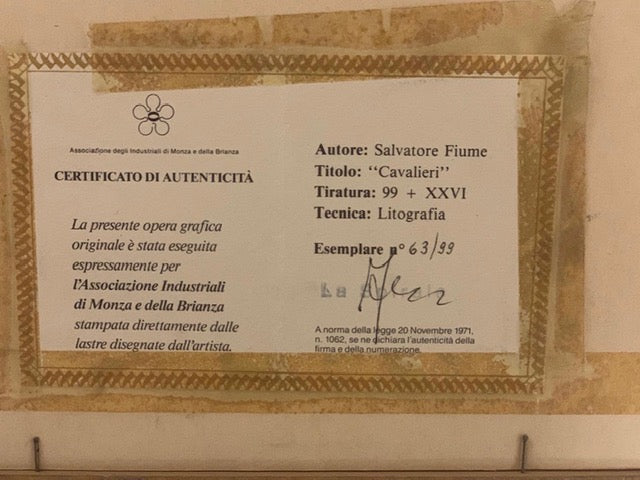 Associazione degli Industriali di Monza e della Brianza
CERTIFICATO DI AUTENTICITÀ
La presente opera grafica
originale è stata eseguita
espressamente per
l'Associazione Industriali
di Monza e della Brianza
stampata direttamente dalle
lastre disegnate dall'artista.
Autore: Salvatore Fiume
Titolo: "Cavalieri"
Tiratura: 99 + XXVI
Tecnica: Litografia
Esemplare n° 63/99
La
A norma della legge 20 Novembre 1971,
n. 1062, se ne dichiara l'autenticità della
firma e della numerazione.